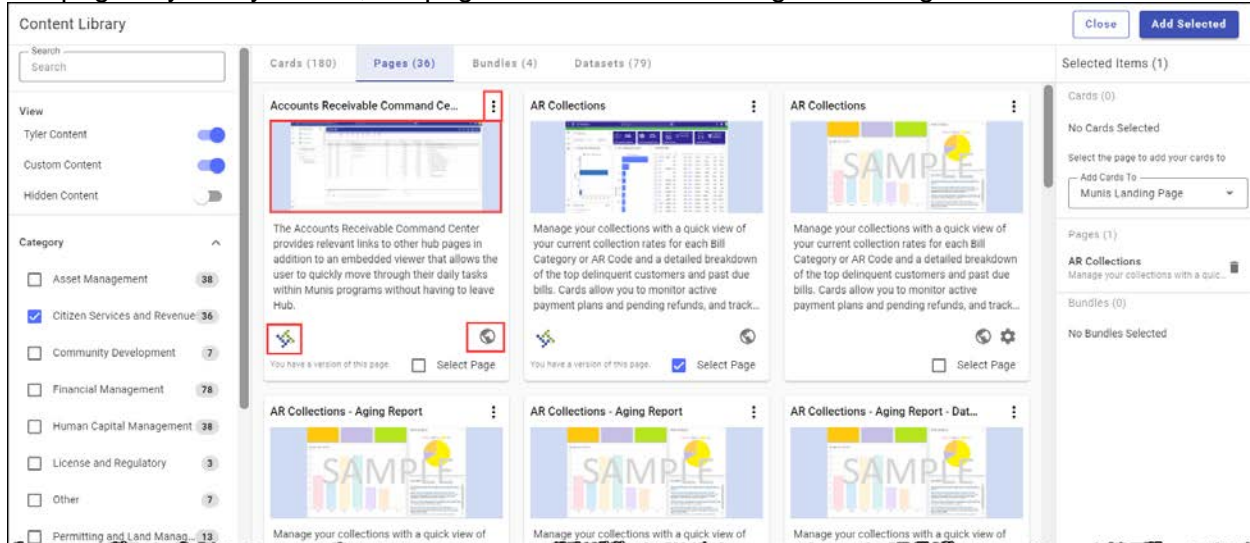 Content Library
Close
Add Selected
Search
Search
View
Tyler Content
Custom Content
Hidden Content
Category
Asset Management 38
Citizen Services and Revenue 36
Community Development 7
Financial Management 78
Human Capital Management 38
License and Regulatory 3
Other 7
Permitting and Land Manag... 13
Cards (180) Pages (36) Bundles (4) Datasets (79)
Accounts Receivable Command Ce...
The Accounts Receivable Command Center
provides relevant links to other hub pages in
addition to an embedded viewer that allows the
user to quickly move through their daily tasks
within Munis programs without having to leave
Hub.
You have a version of this page.
Select Page
AR Collections
Manage your collections with a quick view of
your current collection rates for each Bill
Category or AR Code and a detailed breakdown
of the top delinquent customers and past due
bills. Cards allow you to monitor active
payment plans and pending refunds, and track...
You have a version of this page.
Select Page
AR Collections
SAMPLE
Manage your collections with a quick view of
your current collection rates for each Bill
Category or AR Code and a detailed breakdown
of the top delinquent customers and past due
bills. Cards allow you to monitor active
payment plans and pending refunds, and track...
Select Page
AR Collections - Aging Report
SAMPLE
Manage your collections with a quick view of
AR Collections - Aging Report
SAMPLE
Manage your collections with a quick view of
AR Collections - Aging Report - Dat...
SAMPLE
Manage your collections with a quick view of
Selected Items (1)
Cards (0)
No Cards Selected
Select the page to add your cards to
Add Cards To
Munis Landing Page
Pages (1)
AR Collections
Manage your collections with a quic...
Bundles (0)
No Bundles Selected